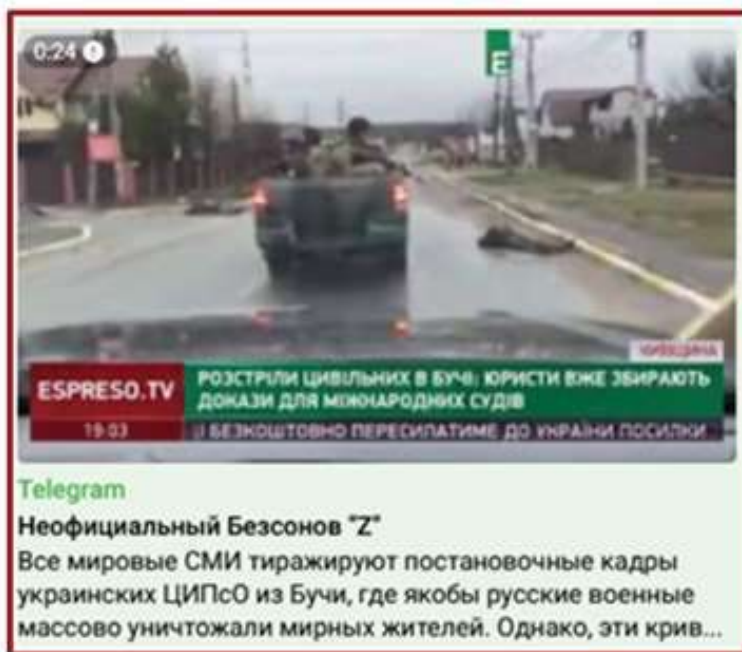 0:24
E
КИЇВЩИНА
ESPRESO.TV
РОЗСТРІЛИ ЦИВІЛЬНИХ В БУЧІ: ЮРИСТИ ВЖЕ ЗБИРАЮТЬ
ДОКАЗИ ДЛЯ МІЖНАРОДНИХ СУДІВ
19:03
І БЕЗКОШТОВНО ПЕРЕСИЛАТИМЕ ДО УКРАЇНИ ПОСИЛКИ...
Telegram
Неофициальный Безсонов "Z"
Все мировые СМИ тиражируют постановочные кадры
украинских ЦИПсО из Бучи, где якобы русские военные
массово уничтожали мирных жителей. Однако, эти крив...